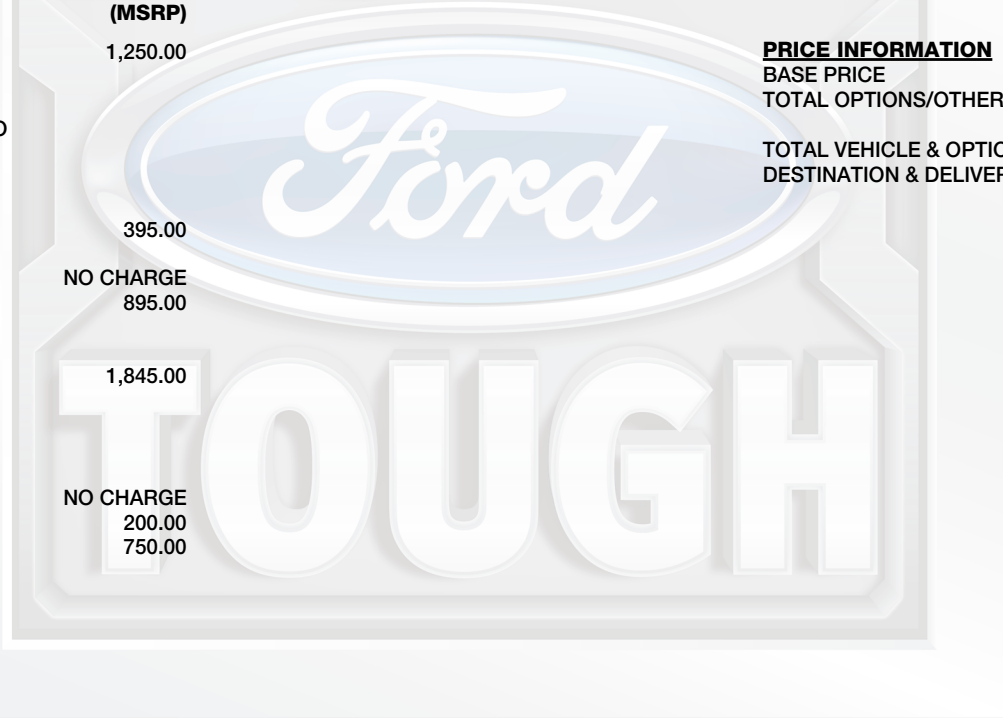 (MSRP)
1,250.00
395.00
NO CHARGE
895.00
1,845.00
NO CHARGE
200.00
750.00
PRICE INFORMATION
BASE PRICE
TOTAL OPTIONS/OTHER
TOTAL VEHICLE & OPTIO
DESTINATION & DELIVER
Ford
TOUGH